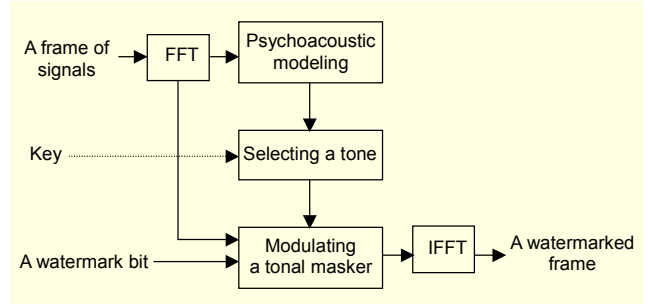 A frame of
signals
FFT
Psychoacoustic
modeling
Key
Selecting a tone
A watermark bit
Modulating
a tonal masker
IFFT
A watermarked
frame